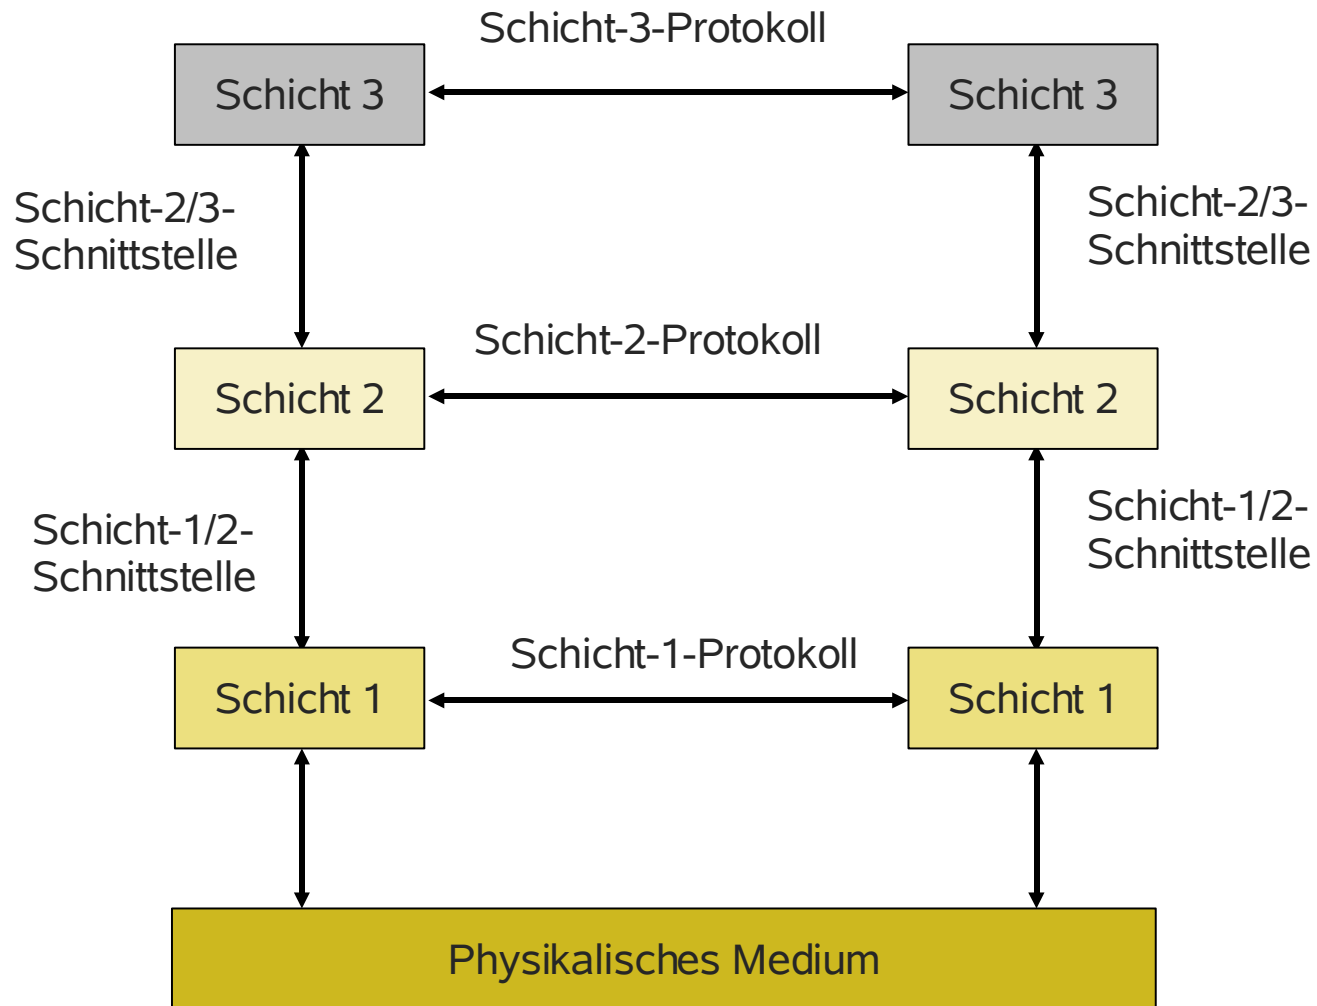 Schicht-3-Protokoll
Schicht 3
Schicht 3
Schicht-2/3-
Schnittstelle
Schicht-2/3-
Schnittstelle
Schicht-2-Protokoll
Schicht 2
Schicht 2
Schicht-1/2-
Schnittstelle
Schicht-1/2-
Schnittstelle
Schicht-1-Protokoll
Schicht 1
Schicht 1
Physikalisches Medium